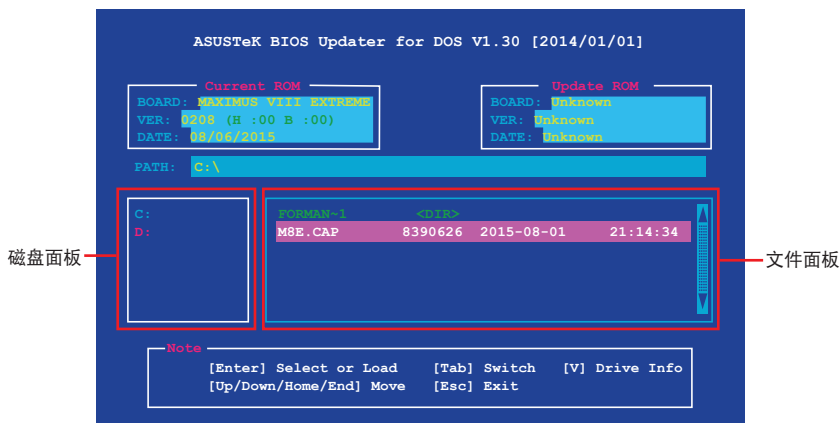 ASUSTeK BIOS Updater for DOS V1.30 [2014/01/01]
Current ROM
BOARD: MAXIMUS VIII EXTREME
VER: 0208 (H :00 B :00)
DATE: 08/06/2015
Update ROM
BOARD: Unknown
VER: Unknown
DATE: Unknown
PATH: C:\
C:
D:
FORMAN~1 <DIR>
M8E.CAP 8390626 2015-08-01 21:14:34
磁盘面板
文件面板
Note
[Enter] Select or Load [Tab] Switch [V] Drive Info
[Up/Down/Home/End] Move [Esc] Exit